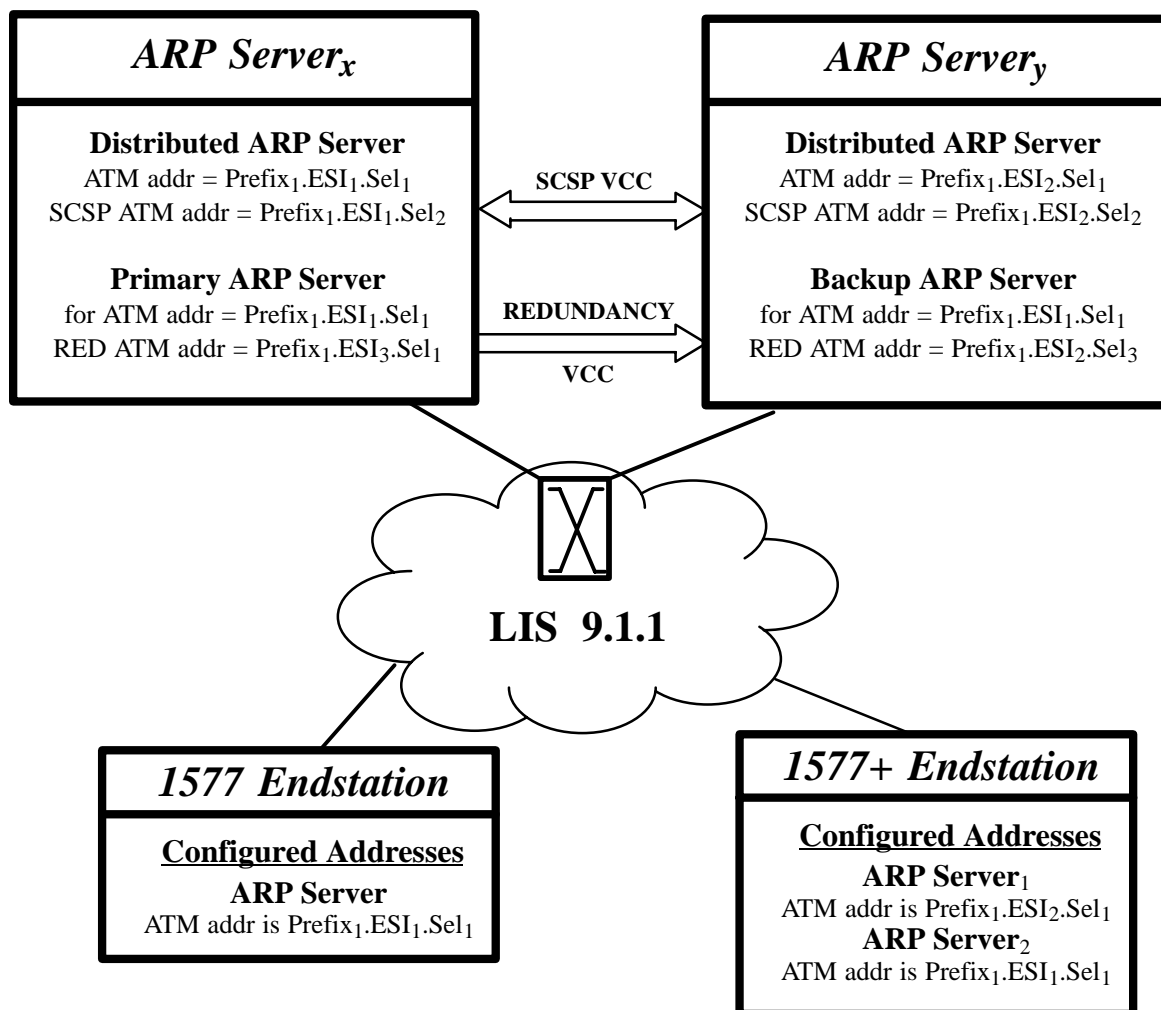 ARP Serverₓ
Distributed ARP Server
ATM addr = Prefix₁.ESI₁.Sel₁
SCSP ATM addr = Prefix₁.ESI₁.Sel₂
Primary ARP Server
for ATM addr = Prefix₁.ESI₁.Sel₁
RED ATM addr = Prefix₁.ESI₃.Sel₁
SCSP VCC
REDUNDANCY
VCC
ARP Server_y
Distributed ARP Server
ATM addr = Prefix₁.ESI₂.Sel₁
SCSP ATM addr = Prefix₁.ESI₂.Sel₂
Backup ARP Server
for ATM addr = Prefix₁.ESI₁.Sel₁
RED ATM addr = Prefix₁.ESI₂.Sel₃
LIS 9.1.1
1577 Endstation
Configured Addresses
ARP Server
ATM addr is Prefix₁.ESI₁.Sel₁
1577+ Endstation
Configured Addresses
ARP Server₁
ATM addr is Prefix₁.ESI₂.Sel₁
ARP Server₂
ATM addr is Prefix₁.ESI₁.Sel₁